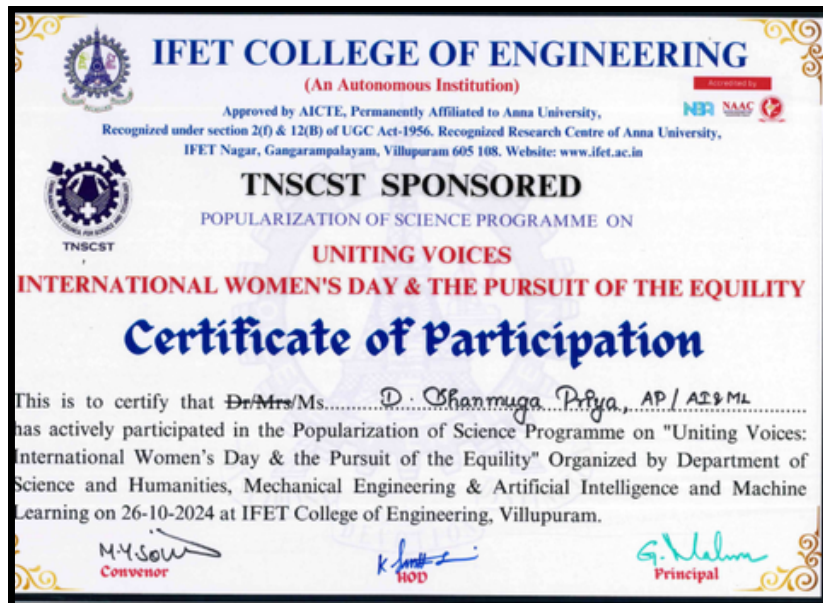 IFET COLLEGE OF ENGINEERING
(An Autonomous Institution)
Accredited by
Approved by AICTE, Permanently Affiliated to Anna University,
NBA NAAC
Recognized under section 2(f) & 12(B) of UGC Act-1956. Recognized Research Centre of Anna University,
IFET Nagar, Gangarampalayam, Villupuram 605 108. Website: www.ifet.ac.in
TNSCST SPONSORED
POPULARIZATION OF SCIENCE PROGRAMME ON
TNSCST
UNITING VOICES
INTERNATIONAL WOMEN'S DAY & THE PURSUIT OF THE EQUILITY
Certificate of Participation
This is to certify that Dr/Mrs/Ms. D. Shanmuga Priya, AP / AI&ML
has actively participated in the Popularization of Science Programme on "Uniting Voices:
International Women's Day & the Pursuit of the Equility" Organized by Department of
Science and Humanities, Mechanical Engineering & Artificial Intelligence and Machine
Learning on 26-10-2024 at IFET College of Engineering, Villupuram.
Convenor
HOD
Principal